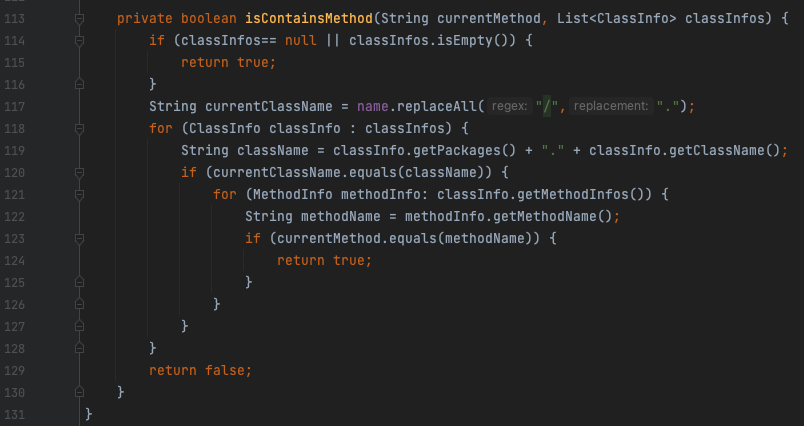 113 private boolean isContainsMethod(String currentMethod, List<ClassInfo> classInfos) {
114 if (classInfos== null || classInfos.isEmpty()) {
115 return true;
116 }
117 String currentClassName = name.replaceAll( regex: "/", replacement: ".");
118 for (ClassInfo classInfo : classInfos) {
119 String className = classInfo.getPackages() + "." + classInfo.getClassName();
120 if (currentClassName.equals(className)) {
121 for (MethodInfo methodInfo: classInfo.getMethodInfos()) {
122 String methodName = methodInfo.getMethodName();
123 if (currentMethod.equals(methodName)) {
124 return true;
125 }
126 }
127 }
128 }
129 return false;
130 }
131 }